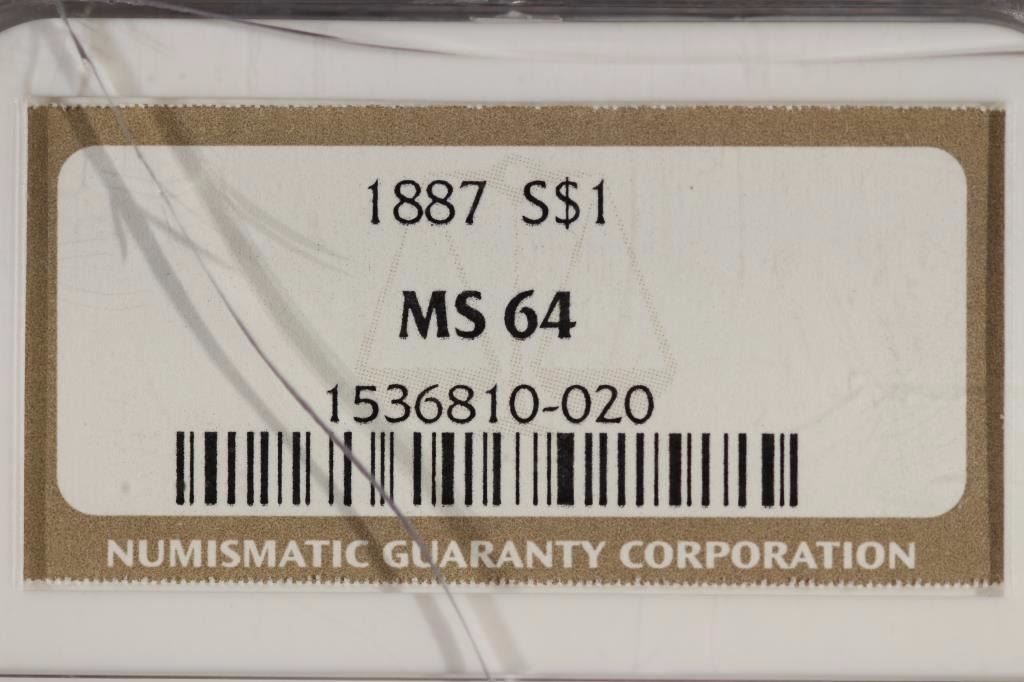 1887 S$1
MS 64
1536810-020
NUMISMATIC GUARANTY CORPORATION